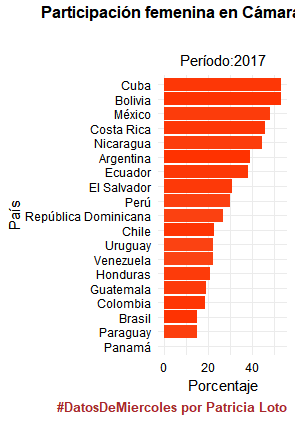 Participación femenina en Cámara
Período:2017
Cuba
Bolivia
México
Costa Rica
Nicaragua
Argentina
Ecuador
El Salvador
Perú
República Dominicana
Chile
Uruguay
Venezuela
Honduras
Guatemala
Colombia
Brasil
Paraguay
Panamá
País
0 20 40
Porcentaje
#DatosDeMiercoles por Patricia Loto